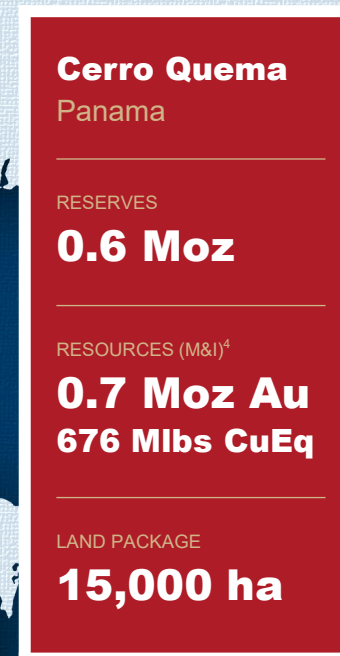 Cerro Quema
Panama
RESERVES
0.6 Moz
RESOURCES (M&I)⁴
0.7 Moz Au
676 Mlbs CuEq
LAND PACKAGE
15,000 ha